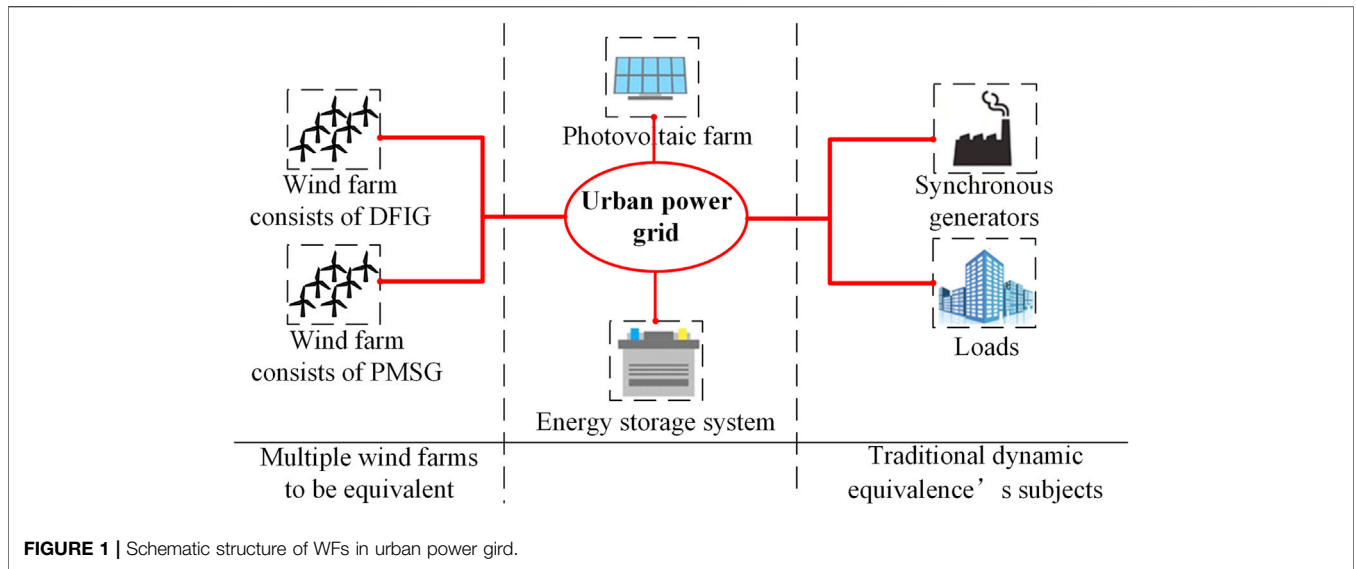 Photovoltaic farm
Wind farm
consists of DFIG
Urban power
grid
Synchronous
generators
Wind farm
consists of PMSG
Loads
Energy storage system
Multiple wind farms
to be equivalent
Traditional dynamic
equivalence’s subjects
FIGURE 1 | Schematic structure of WFs in urban power gird.